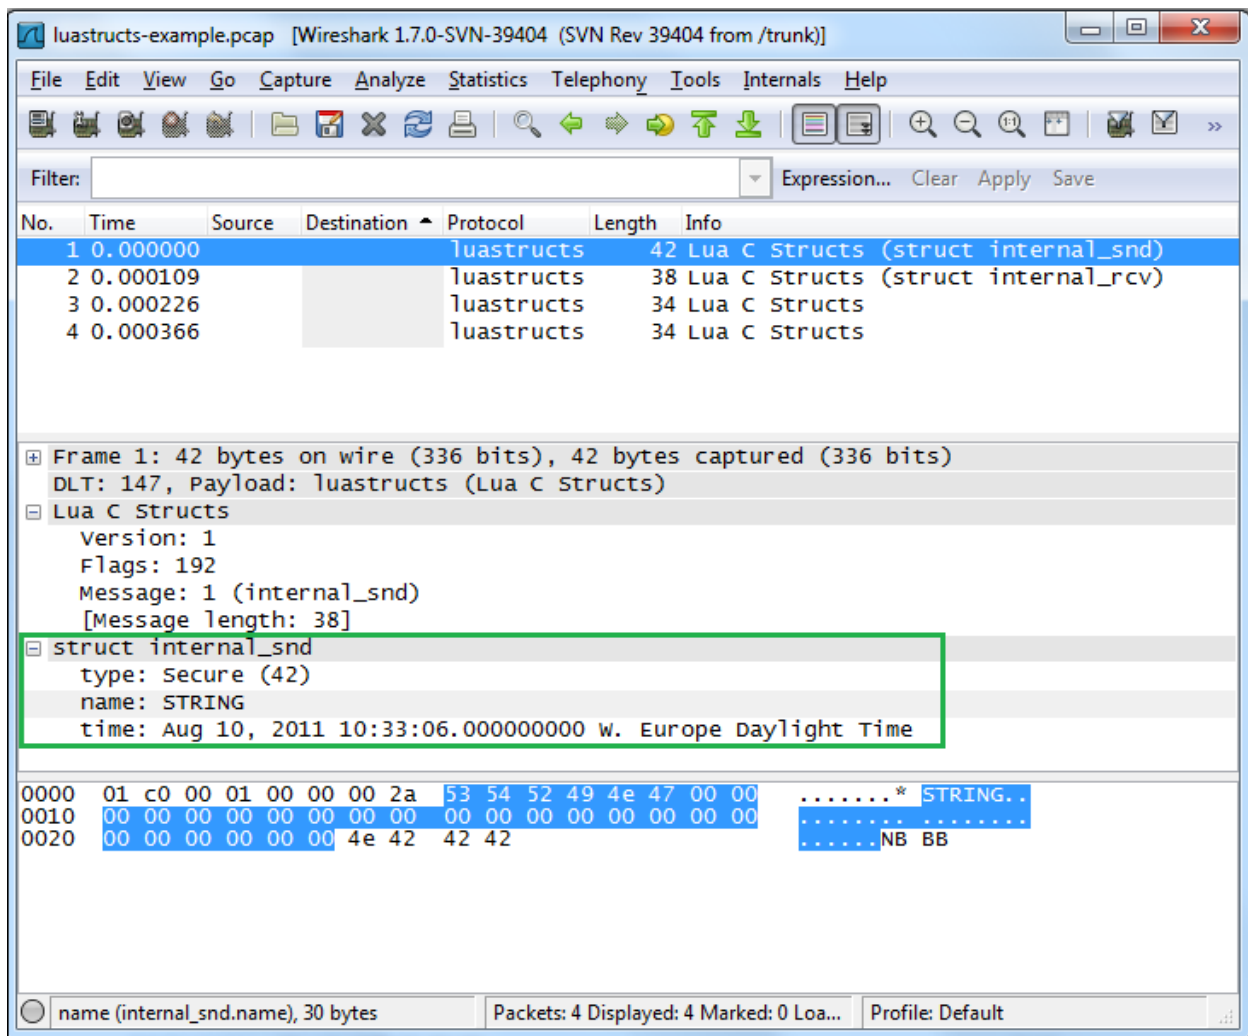 luastructs-example.pcap [Wireshark 1.7.0-SVN-39404 (SVN Rev 39404 from /trunk)]
File Edit View Go Capture Analyze Statistics Telephony Tools Internals Help
Filter: Expression... Clear Apply Save
No. Time Source Destination Protocol Length Info
1 0.000000 luastructs 42 Lua C Structs (struct internal_snd)
2 0.000109 luastructs 38 Lua C Structs (struct internal_rcv)
3 0.000226 luastructs 34 Lua C Structs
4 0.000366 luastructs 34 Lua C Structs
Frame 1: 42 bytes on wire (336 bits), 42 bytes captured (336 bits)
DLT: 147, Payload: luastructs (Lua C Structs)
Lua C Structs
Version: 1
Flags: 192
Message: 1 (internal_snd)
[Message length: 38]
struct internal_snd
type: Secure (42)
name: STRING
time: Aug 10, 2011 10:33:06.000000000 W. Europe Daylight Time
0000 01 c0 00 01 00 00 00 2a 53 54 52 49 4e 47 00 00 .......* STRING..
0010 00 00 00 00 00 00 00 00 00 00 00 00 00 00 00 00 ........ ........
0020 00 00 00 00 00 00 4e 42 42 42 ......NB BB
name (internal_snd.name), 30 bytes Packets: 4 Displayed: 4 Marked: 0 Loa... Profile: Default